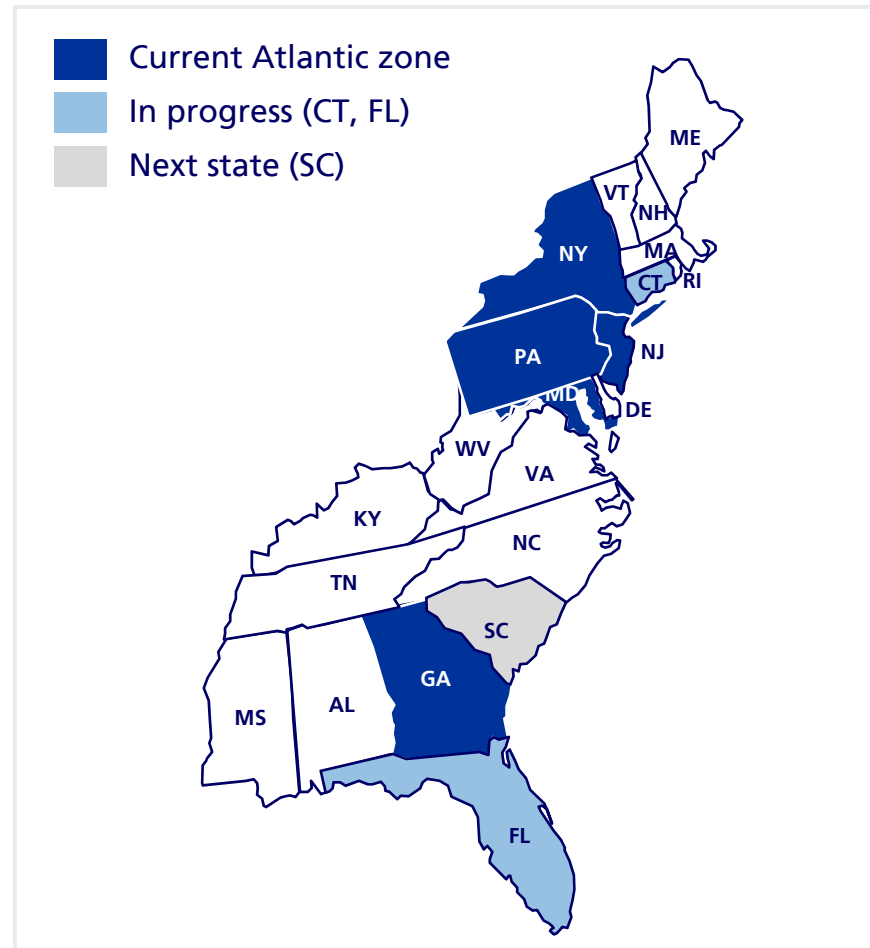 Current Atlantic zone
In progress (CT, FL)
Next state (SC)
ME
VT
NH
NY
MA
CT
RI
PA
NJ
MD
DE
WV
VA
KY
NC
TN
SC
GA
AL
MS
FL